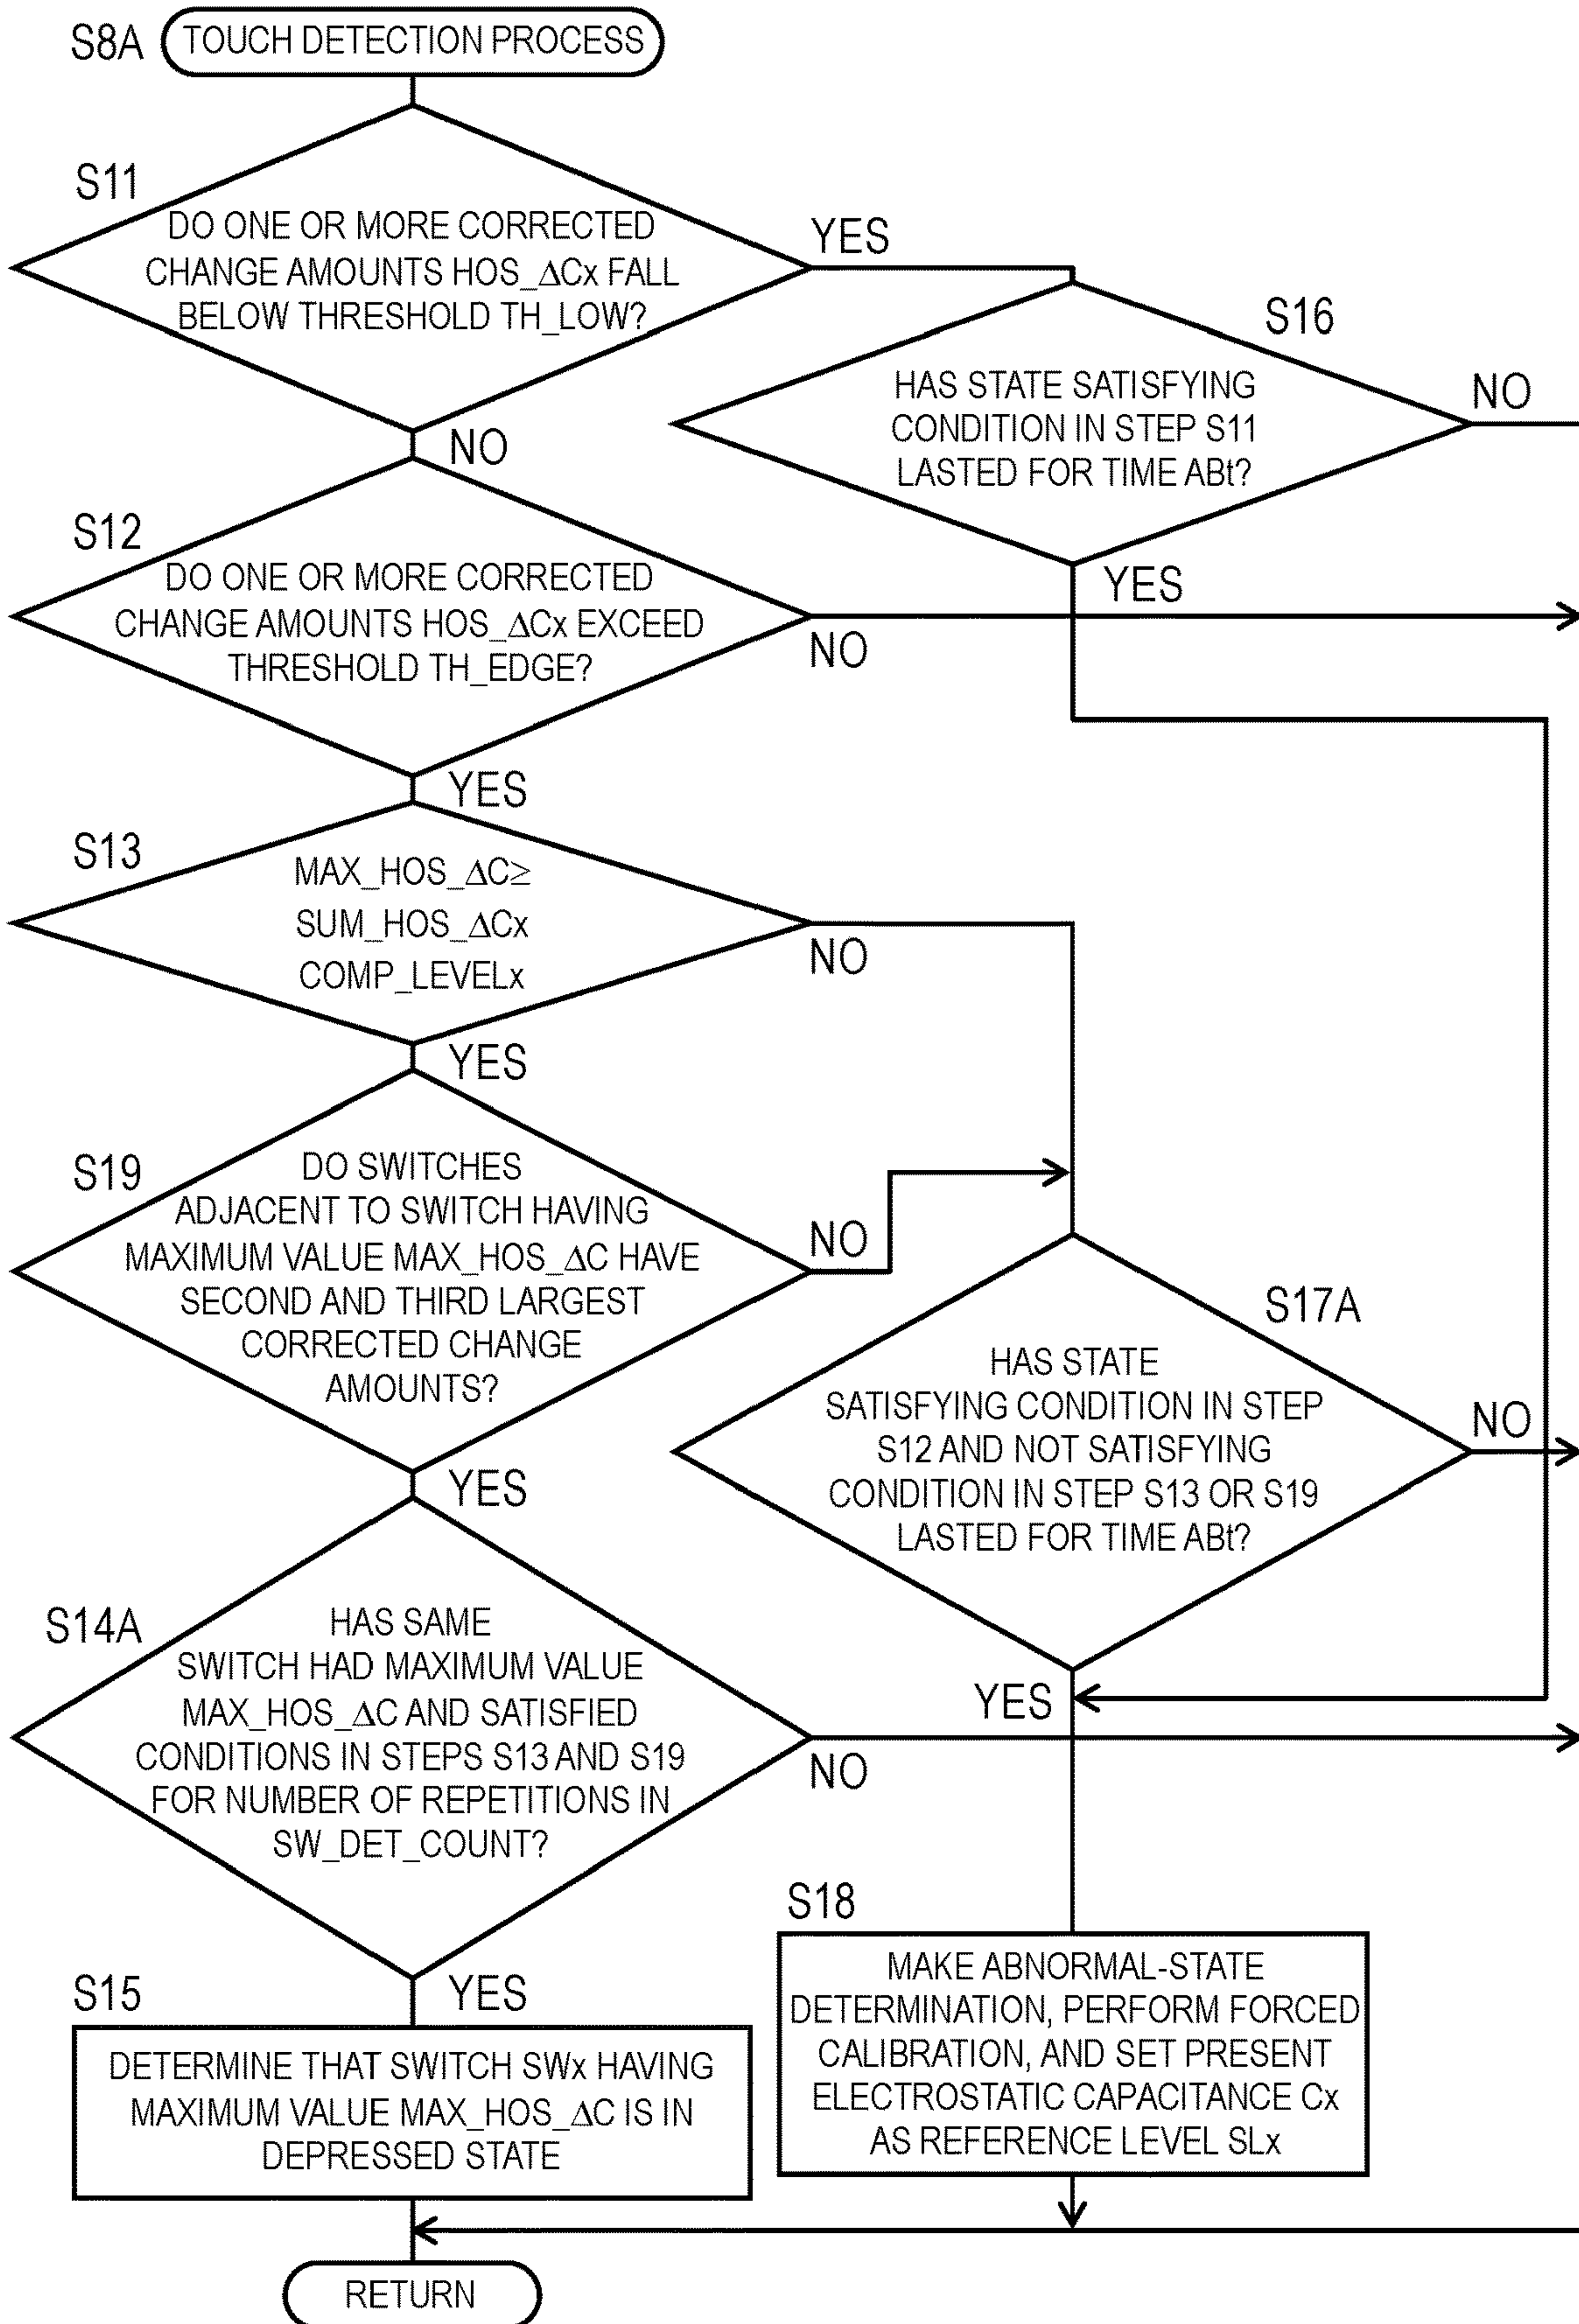 S8A
TOUCH DETECTION PROCESS
S11
DO ONE OR MORE CORRECTED
CHANGE AMOUNTS HOS_ΔCx FALL
BELOW THRESHOLD TH_LOW?
YES
NO
S16
HAS STATE SATISFYING
CONDITION IN STEP S11
LASTED FOR TIME ABt?
NO
YES
S12
DO ONE OR MORE CORRECTED
CHANGE AMOUNTS HOS_ΔCx EXCEED
THRESHOLD TH_EDGE?
NO
YES
S13
MAX_HOS_ΔC≥
SUM_HOS_ΔCx
COMP_LEVELx
NO
YES
S19
DO SWITCHES
ADJACENT TO SWITCH HAVING
MAXIMUM VALUE MAX_HOS_ΔC HAVE
SECOND AND THIRD LARGEST
CORRECTED CHANGE
AMOUNTS?
NO
YES
S17A
HAS STATE
SATISFYING CONDITION IN STEP
S12 AND NOT SATISFYING
CONDITION IN STEP S13 OR S19
LASTED FOR TIME ABt?
NO
YES
S14A
HAS SAME
SWITCH HAD MAXIMUM VALUE
MAX_HOS_ΔC AND SATISFIED
CONDITIONS IN STEPS S13 AND S19
FOR NUMBER OF REPETITIONS IN
SW_DET_COUNT?
NO
YES
S15
DETERMINE THAT SWITCH SWx HAVING
MAXIMUM VALUE MAX_HOS_ΔC IS IN
DEPRESSED STATE
S18
MAKE ABNORMAL-STATE
DETERMINATION, PERFORM FORCED
CALIBRATION, AND SET PRESENT
ELECTROSTATIC CAPACITANCE Cx
AS REFERENCE LEVEL SLx
RETURN